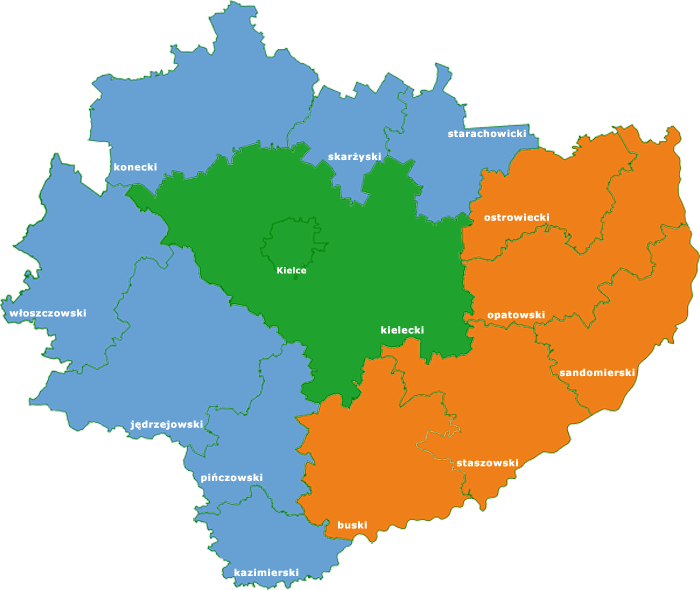 starachowicki
skarżyski
konecki
ostrowiecki
Kielce
włoszczowski
opatowski
kielecki
sandomierski
jędrzejowski
staszowski
pińczowski
buski
kazimierski